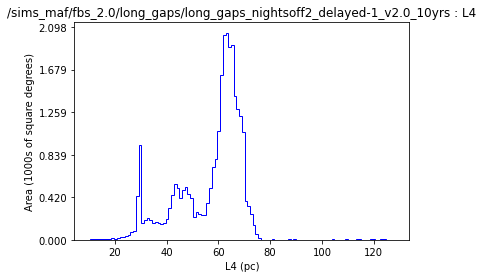 /sims_maf/fbs_2.0/long_gaps/long_gaps_nightsoff2_delayed-1_v2.0_10yrs : L4
2.098
1.679
1.259
0.839
0.420
0.000
Area (1000s of square degrees)
20 40 60 80 100 120
L4 (pc)